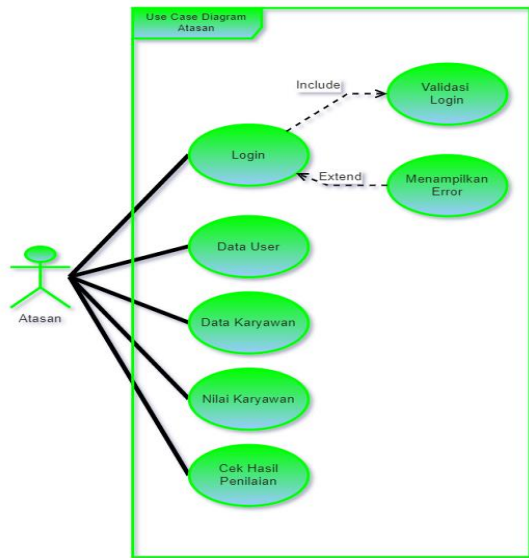 Use Case Diagram
Atasan
Include
Validasi
Login
Login
Extend
Menampilkan
Error
Data User
Atasan
Data Karyawan
Nilai Karyawan
Cek Hasil
Penilaian